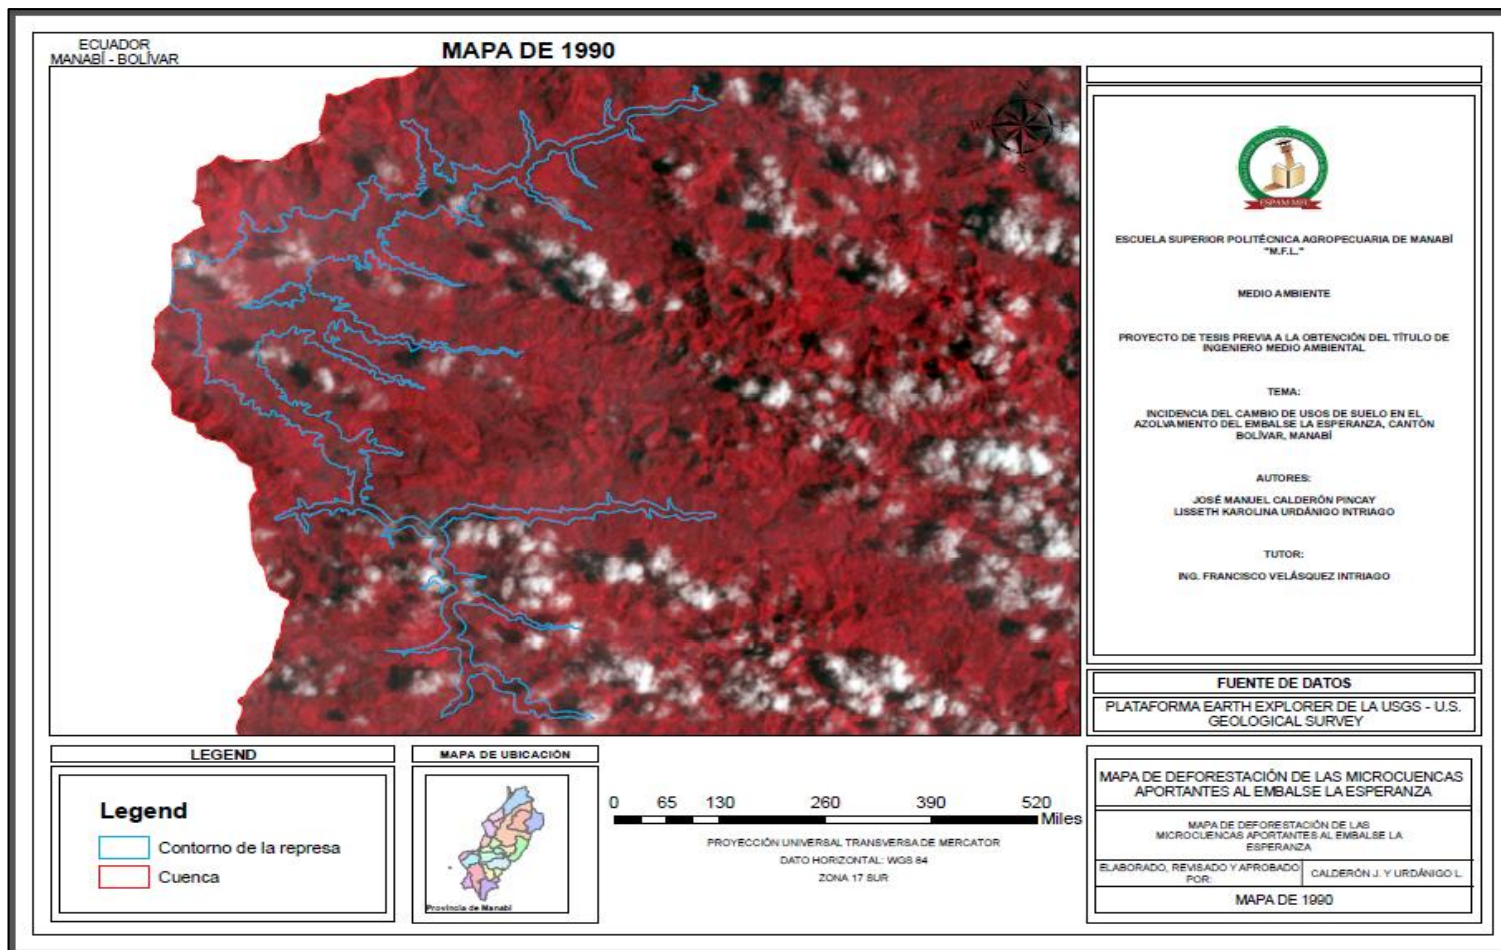 ECUADOR
MANABÍ - BOLÍVAR
MAPA DE 1990
N
W
E
S
ESPAM MFL
ESCUELA SUPERIOR POLITÉCNICA AGROPECUARIA DE MANABÍ
"M.F.L."
MEDIO AMBIENTE
PROYECTO DE TESIS PREVIA A LA OBTENCIÓN DEL TÍTULO DE
INGENIERO MEDIO AMBIENTAL
TEMA:
INCIDENCIA DEL CAMBIO DE USOS DE SUELO EN EL
AZOLVAMIENTO DEL EMBALSE LA ESPERANZA, CANTÓN
BOLÍVAR, MANABÍ
AUTORES:
JOSÉ MANUEL CALDERÓN PINCAY
LISSETH KAROLINA URDÁNIGO INTRIAGO
TUTOR:
ING. FRANCISCO VELÁSQUEZ INTRIAGO
FUENTE DE DATOS
PLATAFORMA EARTH EXPLORER DE LA USGS - U.S.
GEOLOGICAL SURVEY
LEGEND
Legend
Contorno de la represa
Cuenca
MAPA DE UBICACIÓN
Provincia de Manabí
0 65 130 260 390 520
Miles
PROYECCIÓN UNIVERSAL TRANSVERSA DE MERCATOR
DATO HORIZONTAL: WGS 84
ZONA 17 SUR
MAPA DE DEFORESTACIÓN DE LAS MICROCUENCAS
APORTANTES AL EMBALSE LA ESPERANZA
MAPA DE DEFORESTACIÓN DE LAS
MICROCUENCAS APORTANTES AL EMBALSE LA
ESPERANZA
ELABORADO, REVISADO Y APROBADO
POR:
CALDERÓN J. Y URDÁNIGO L.
MAPA DE 1990